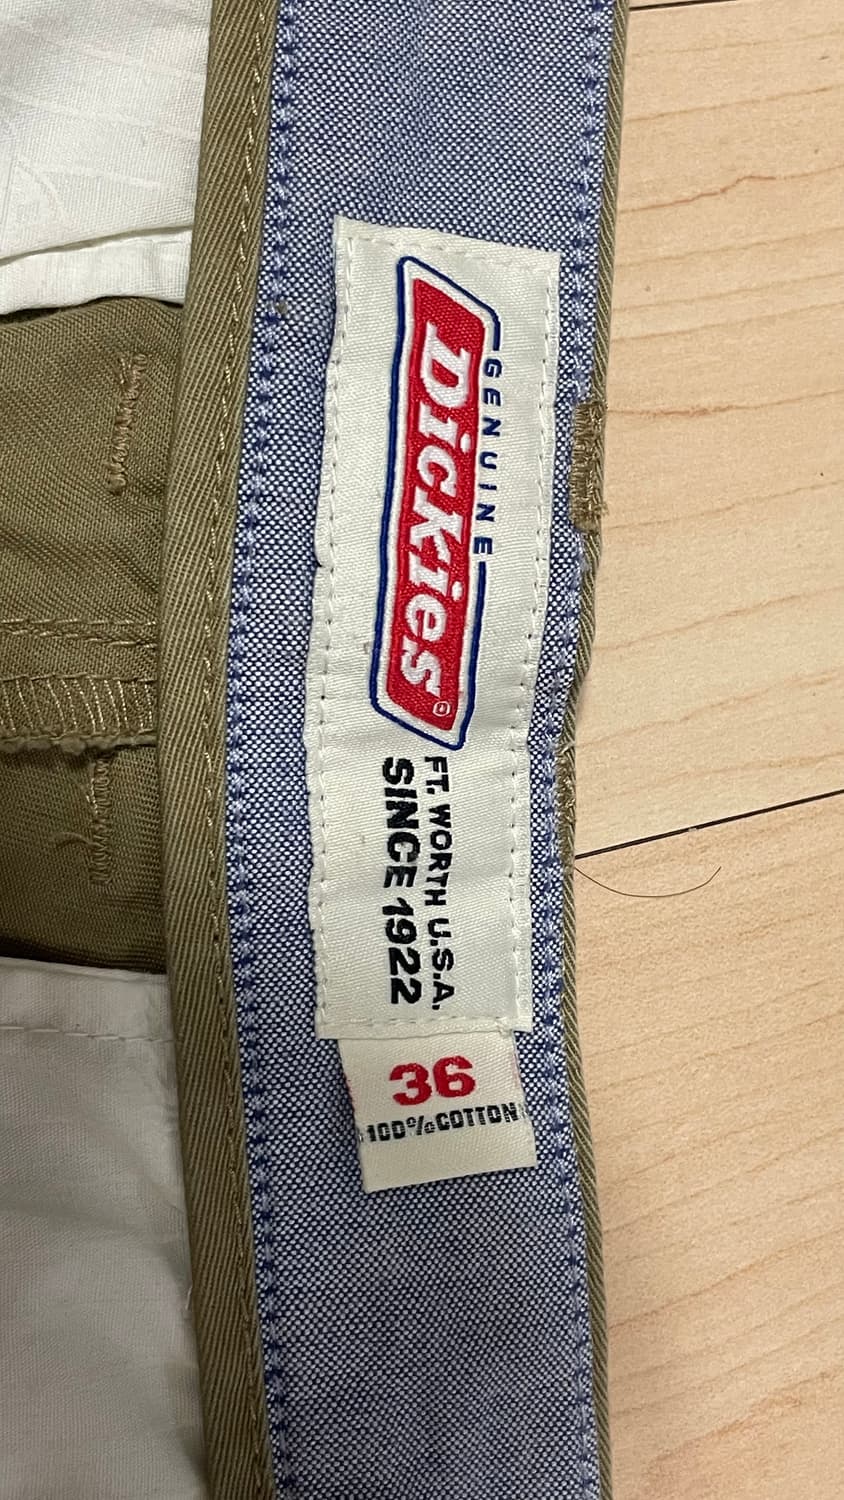 GENUINE
Dickies®
FT. WORTH U.S.A.
SINCE 1922
36
100%COTTON